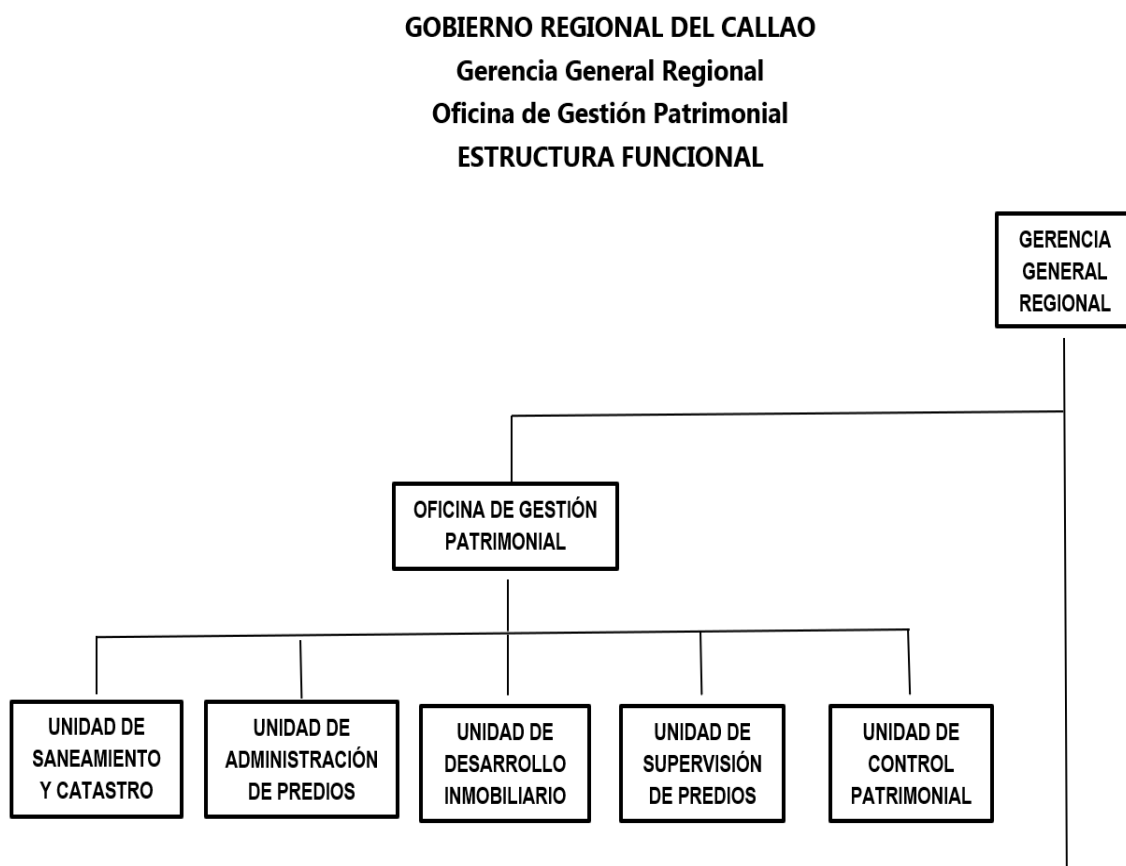 GOBIERNO REGIONAL DEL CALLAO
Gerencia General Regional
Oficina de Gestión Patrimonial
ESTRUCTURA FUNCIONAL
GERENCIA
GENERAL
REGIONAL
OFICINA DE GESTIÓN
PATRIMONIAL
UNIDAD DE
SANEAMIENTO
Y CATASTRO
UNIDAD DE
ADMINISTRACIÓN
DE PREDIOS
UNIDAD DE
DESARROLLO
INMOBILIARIO
UNIDAD DE
SUPERVISIÓN
DE PREDIOS
UNIDAD DE
CONTROL
PATRIMONIAL